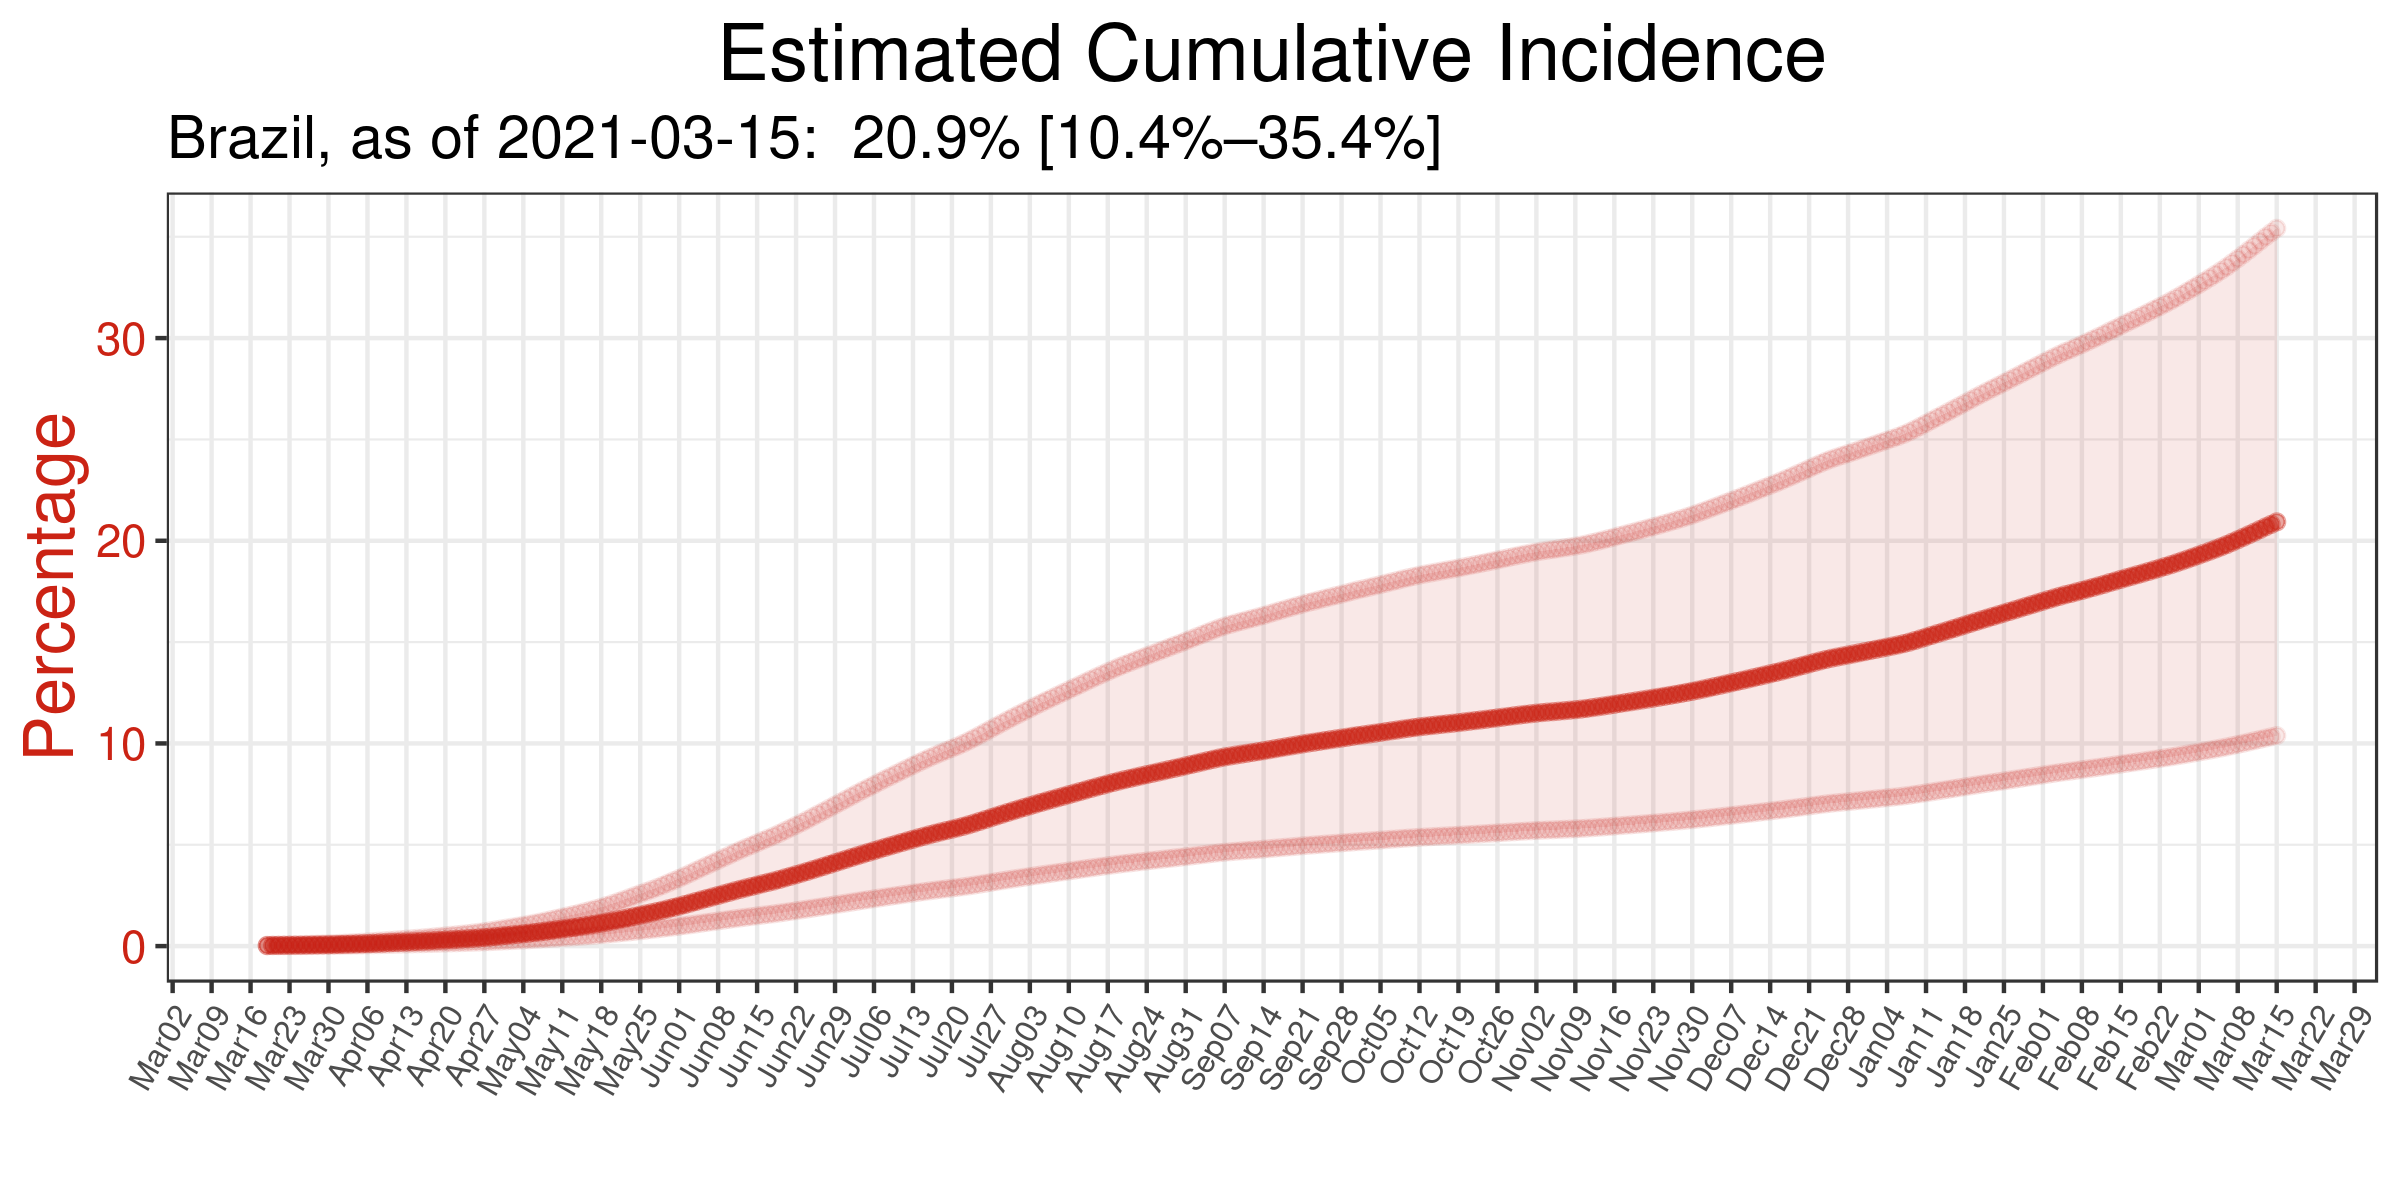 Estimated Cumulative Incidence
Brazil, as of 2021-03-15:  20.9% [10.4%–35.4%]
Percentage
30
20
10
0
Mar02
Mar09
Mar16
Mar23
Mar30
Apr06
Apr13
Apr20
Apr27
May04
May11
May18
May25
Jun01
Jun08
Jun15
Jun22
Jun29
Jul06
Jul13
Jul20
Jul27
Aug03
Aug10
Aug17
Aug24
Aug31
Sep07
Sep14
Sep21
Sep28
Oct05
Oct12
Oct19
Oct26
Nov02
Nov09
Nov16
Nov23
Nov30
Dec07
Dec14
Dec21
Dec28
Jan04
Jan11
Jan18
Jan25
Feb01
Feb08
Feb15
Feb22
Mar01
Mar08
Mar15
Mar22
Mar29